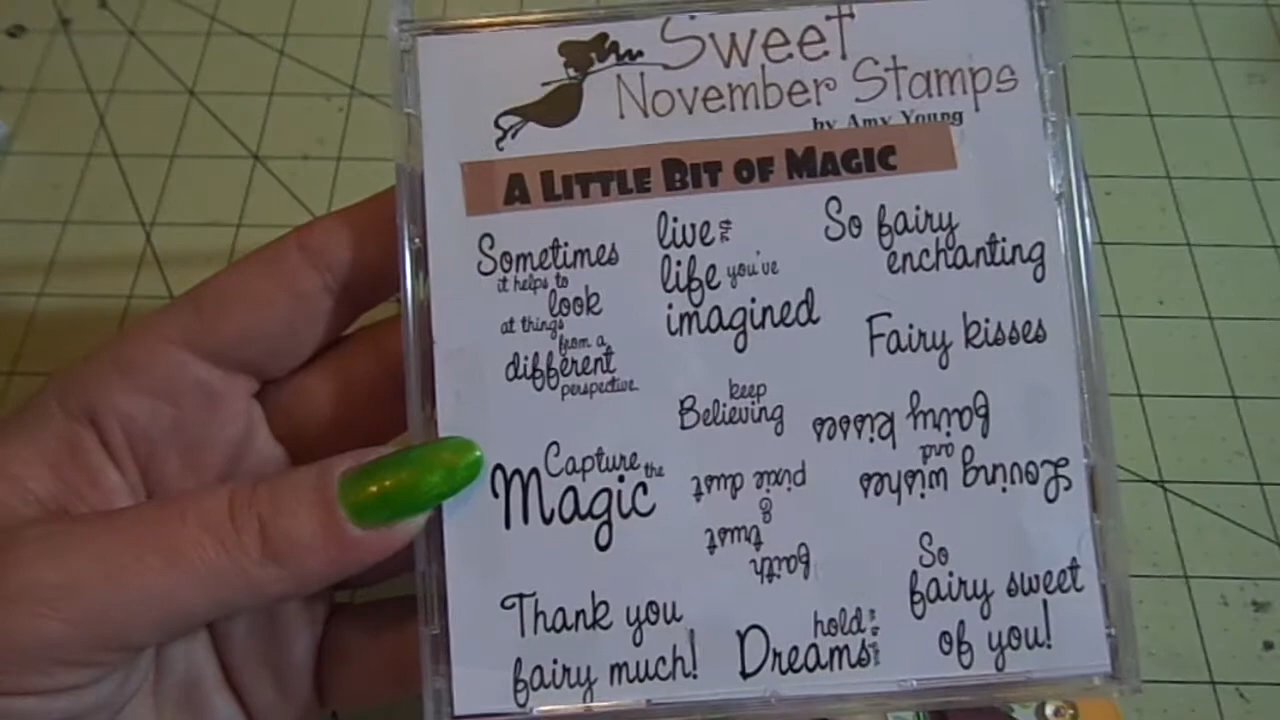 Sweet
November Stamps
by Amy Young
A LITTLE BIT OF MAGIC
Sometimes
it helps to
look
at things
from a
different
perspective
live the
life you've
imagined
So fairy
enchanting
Fairy kisses
keep
Believing
Loving wishes
and
fairy kisses
Capture the
Magic
faith
trust
&
pixie dust
Thank you
fairy much!
hold
Dreams
So
fairy sweet
of you!